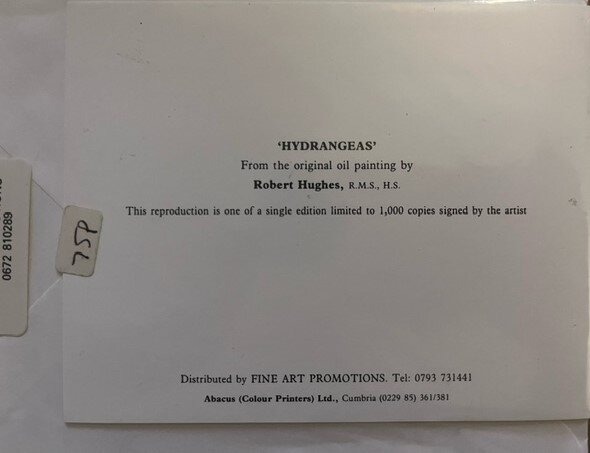 'HYDRANGEAS'
From the original oil painting by
Robert Hughes, R.M.S., H.S.
This reproduction is one of a single edition limited to 1,000 copies signed by the artist
75P
0672 810289
Distributed by FINE ART PROMOTIONS. Tel: 0793 731441
Abacus (Colour Printers) Ltd., Cumbria (0229 85) 361/381